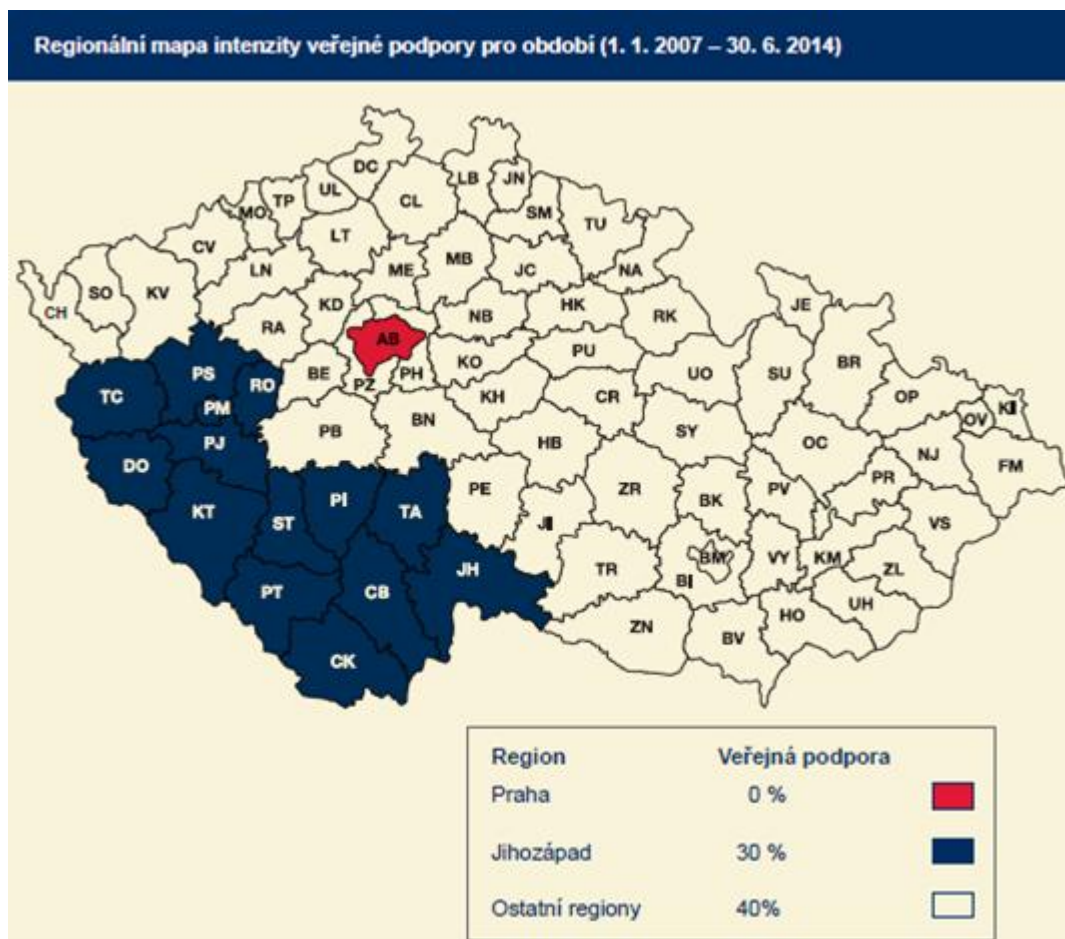 Regionální mapa intenzity veřejné podpory pro období (1. 1. 2007 – 30. 6. 2014)
DC
LB
JN
UL
TP
MO
CL
SM
TU
CV
LT
MB
JC
NA
LN
ME
SO
KV
CH
KD
NB
HK
RK
JE
RA
AB
BR
PS
BE
PZ
PH
KO
PU
UO
SU
TC
RO
OP
KI
PM
KH
CR
OV
PB
BN
SY
OC
PJ
HB
NJ
FM
DO
PR
PE
ZR
BK
PV
KT
PI
TA
ST
JI
VS
BM
VY
KM
ZL
JH
TR
BI
PT
CB
UH
HO
ZN
BV
CK
Region Veřejná podpora
Praha 0 %
Jihozápad 30 %
Ostatní regiony 40%